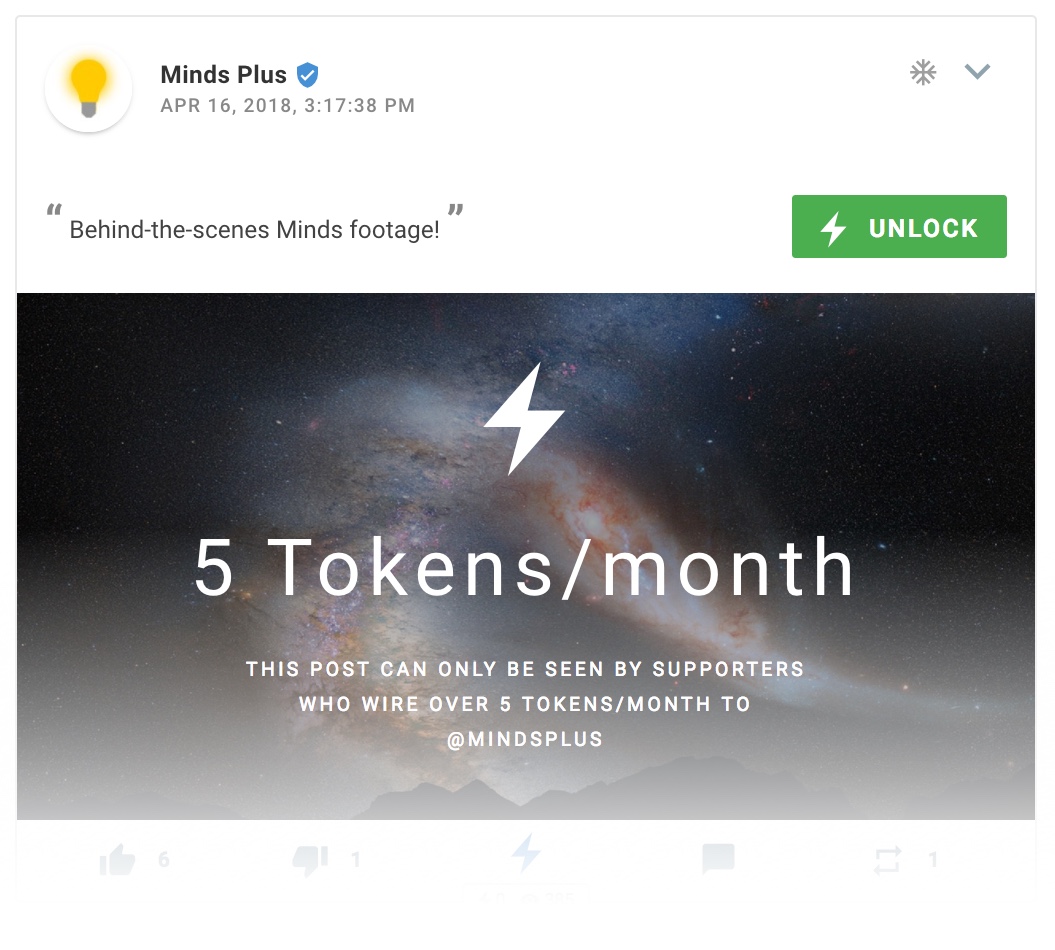 Minds Plus
APR 16, 2018, 3:17:38 PM
“ Behind-the-scenes Minds footage! ”
UNLOCK
5 Tokens/month
THIS POST CAN ONLY BE SEEN BY SUPPORTERS
WHO WIRE OVER 5 TOKENS/MONTH TO
@MINDSPLUS
6 1 1